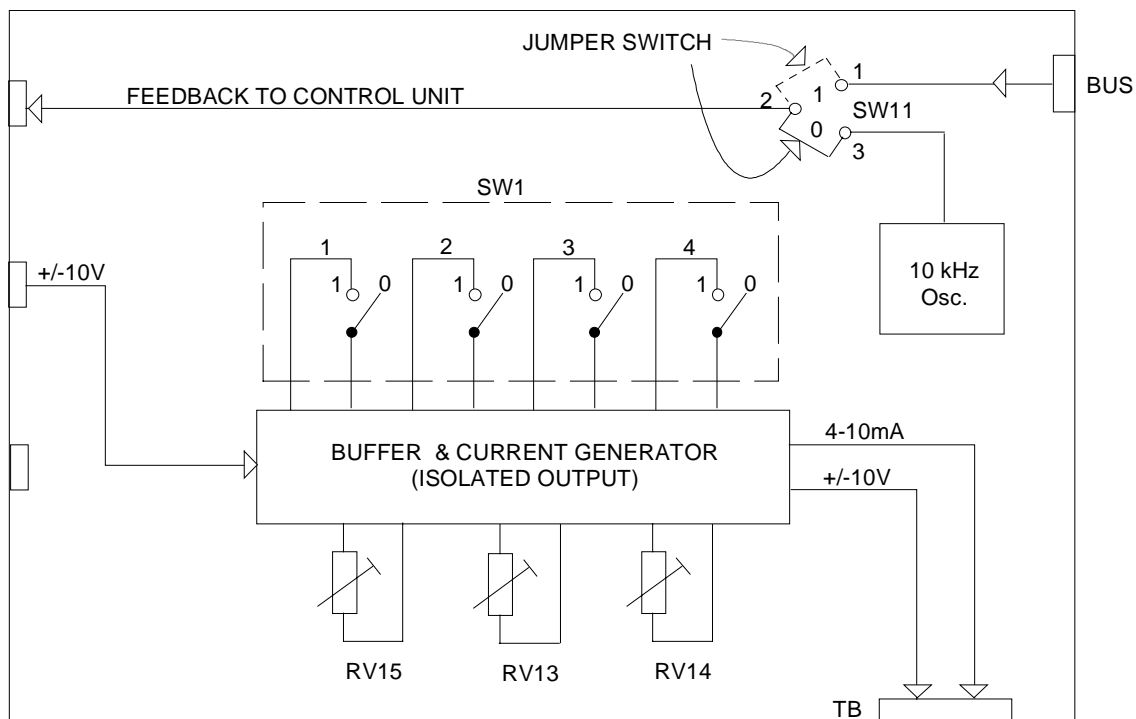 JUMPER SWITCH
1
BUS
FEEDBACK TO CONTROL UNIT
2
1
SW11
0
3
SW1
1
2
3
4
+/-10V
1
0
1
0
1
0
1
0
10 kHz
Osc.
BUFFER & CURRENT GENERATOR
(ISOLATED OUTPUT)
4-10mA
+/-10V
RV15
RV13
RV14
TB